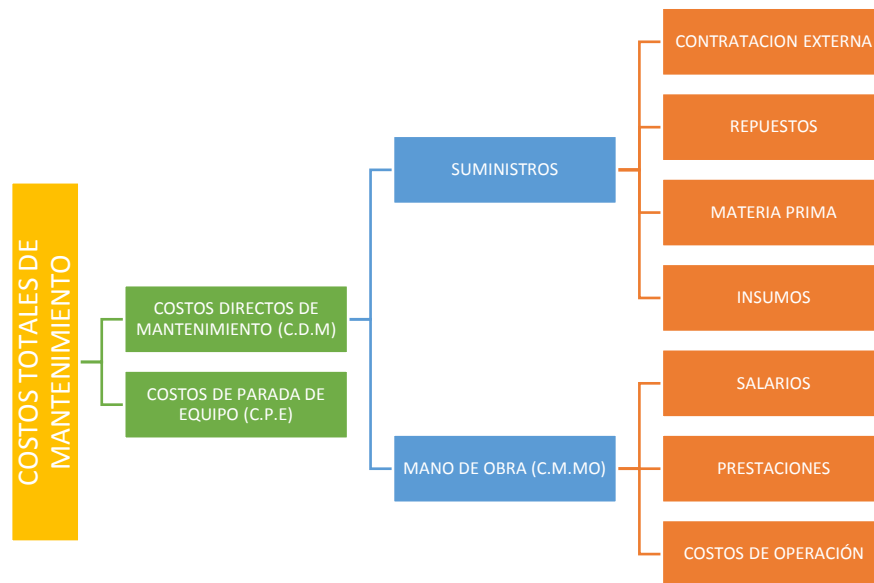 COSTOS TOTALES DE
MANTENIMIENTO
COSTOS DIRECTOS DE
MANTENIMIENTO (C.D.M)
COSTOS DE PARADA DE
EQUIPO (C.P.E)
SUMINISTROS
MANO DE OBRA (C.M.MO)
CONTRATACION EXTERNA
REPUESTOS
MATERIA PRIMA
INSUMOS
SALARIOS
PRESTACIONES
COSTOS DE OPERACIÓN